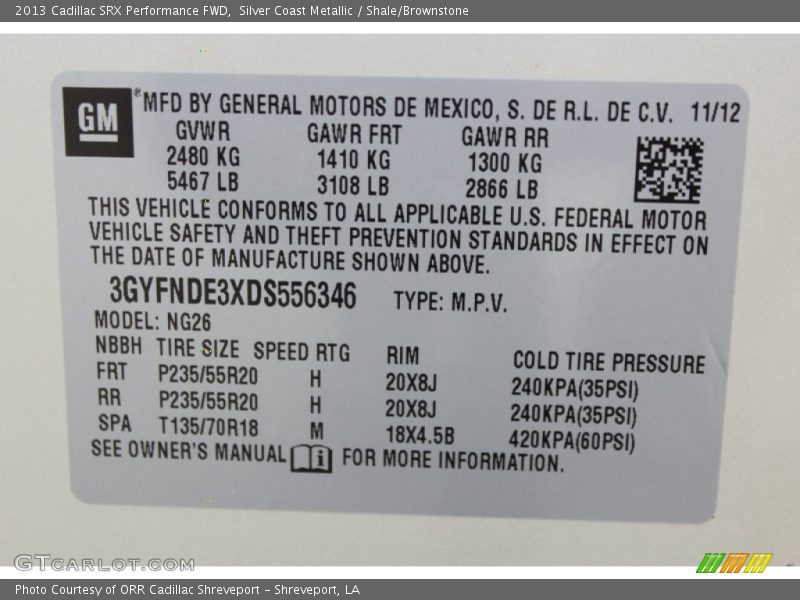 2013 Cadillac SRX Performance FWD,  Silver Coast Metallic / Shale/Brownstone
GM ® MFD BY GENERAL MOTORS DE MEXICO, S. DE R.L. DE C.V. 11/12
GVWR GAWR FRT GAWR RR
2480 KG 1410 KG 1300 KG
5467 LB 3108 LB 2866 LB
THIS VEHICLE CONFORMS TO ALL APPLICABLE U.S. FEDERAL MOTOR
VEHICLE SAFETY AND THEFT PREVENTION STANDARDS IN EFFECT ON
THE DATE OF MANUFACTURE SHOWN ABOVE.
3GYFNDE3XDS556346 TYPE: M.P.V.
MODEL: NG26
NBBH TIRE SIZE SPEED RTG RIM COLD TIRE PRESSURE
FRT P235/55R20 H 20X8J 240KPA(35PSI)
RR P235/55R20 H 20X8J 240KPA(35PSI)
SPA T135/70R18 M 18X4.5B 420KPA(60PSI)
SEE OWNER'S MANUAL i FOR MORE INFORMATION.
GTCARLOT.COM
Photo Courtesy of ORR Cadillac Shreveport – Shreveport, LA